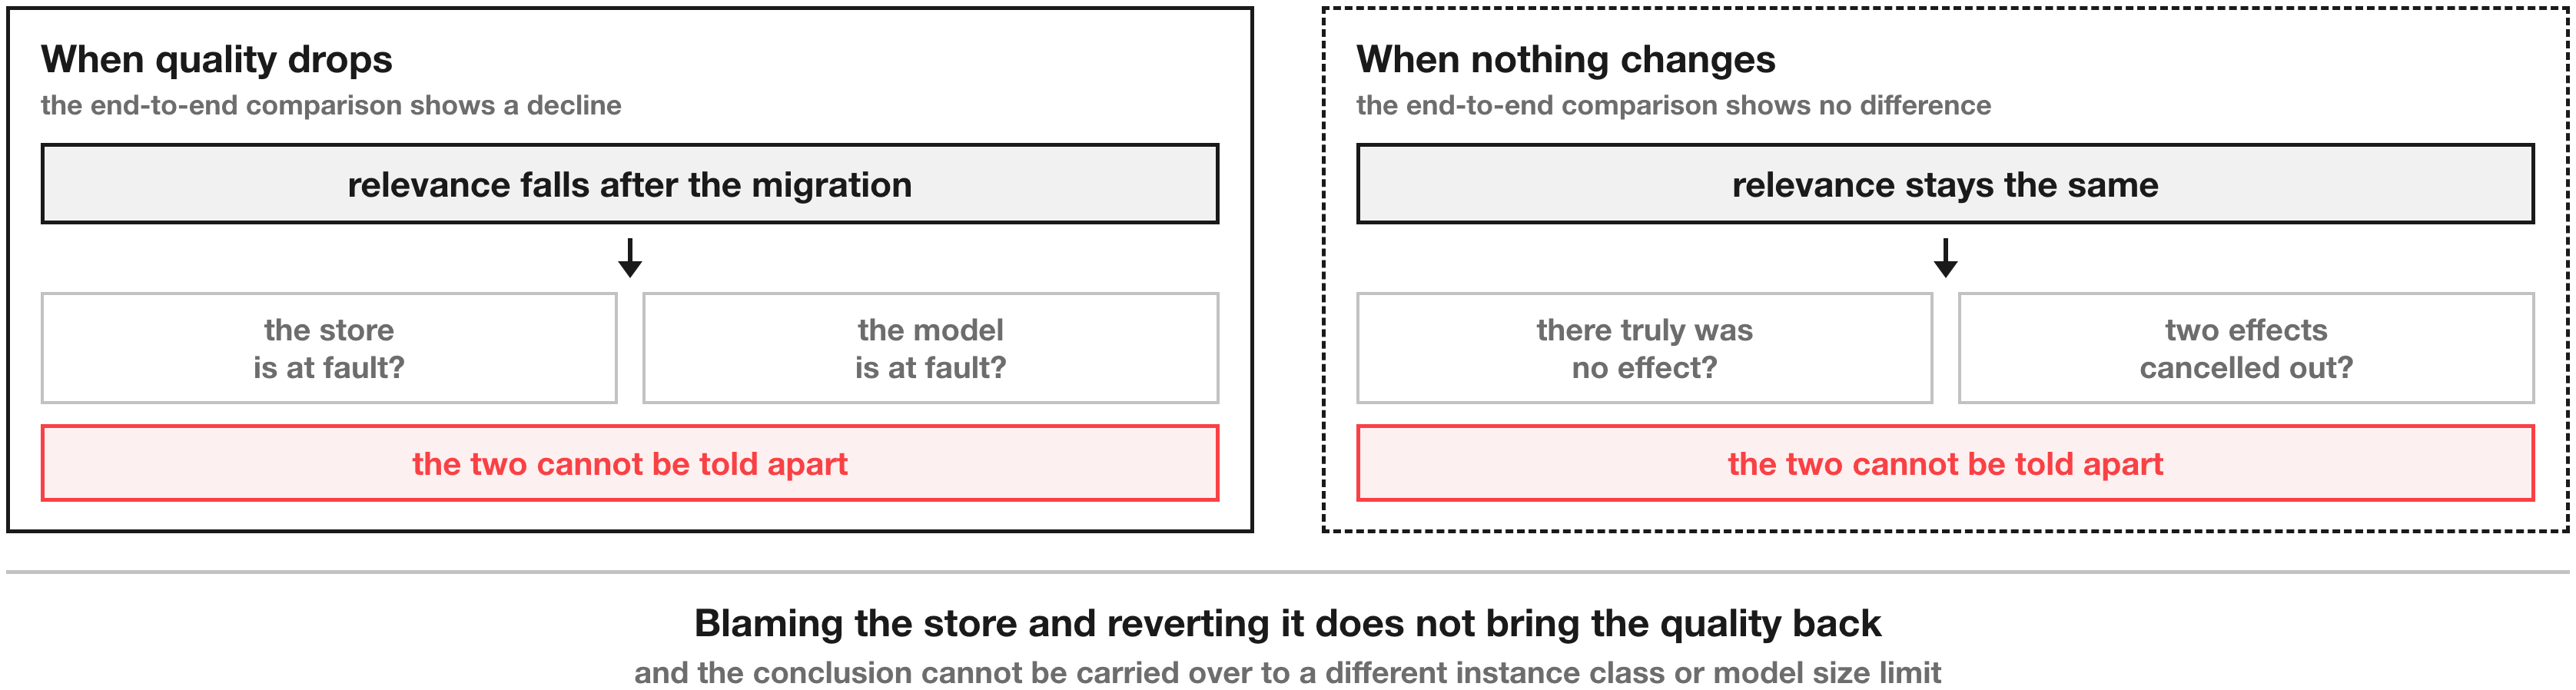 When quality drops
the end-to-end comparison shows a decline
relevance falls after the migration
the store
is at fault?
the model
is at fault?
the two cannot be told apart
When nothing changes
the end-to-end comparison shows no difference
relevance stays the same
there truly was
no effect?
two effects
cancelled out?
the two cannot be told apart
Blaming the store and reverting it does not bring the quality back
and the conclusion cannot be carried over to a different instance class or model size limit